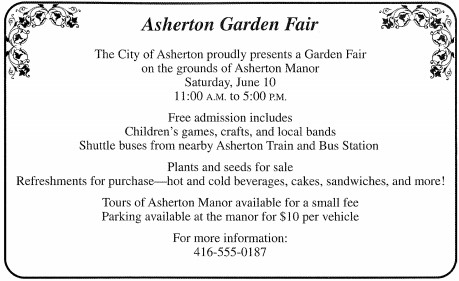 Asherton Garden Fair
The City of Asherton proudly presents a Garden Fair
on the grounds of Asherton Manor
Saturday, June 10
11:00 A.M. to 5:00 P.M.
Free admission includes
Children's games, crafts, and local bands
Shuttle buses from nearby Asherton Train and Bus Station
Plants and seeds for sale
Refreshments for purchase—hot and cold beverages, cakes, sandwiches, and more!
Tours of Asherton Manor available for a small fee
Parking available at the manor for $10 per vehicle
For more information:
416-555-0187